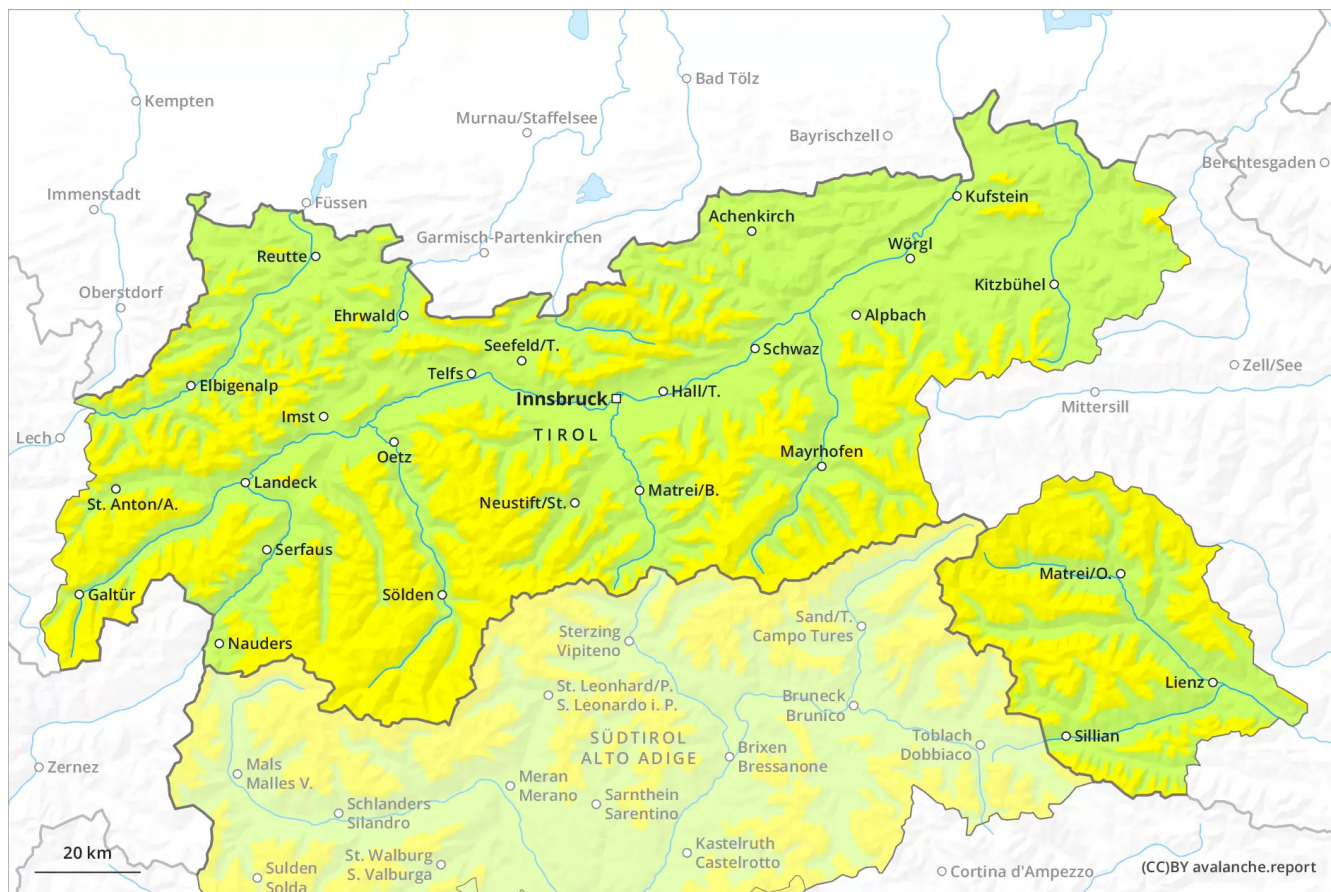 Bad Tölz
Kempten
Murnau/Staffelsee
Bayrischzell
Berchtesgaden
Immenstadt
Füssen
Kufstein
Achenkirch
Garmisch-Partenkirchen
Wörgl
Reutte
Kitzbühel
Oberstdorf
Ehrwald
Alpbach
Seefeld/T.
Schwaz
Zell/See
Telfs
Elbigenalp
Hall/T.
Innsbruck
Mittersill
Imst
TIROL
Lech
Oetz
Mayrhofen
Landeck
St. Anton/A.
Neustift/St.
Matrei/B.
Serfaus
Matrei/O.
Galtür
Sölden
Sand/T.
Campo Tures
Sterzing
Vipiteno
Nauders
Lienz
St. Leonhard/P.
S. Leonardo i. P.
Bruneck
Brunico
SÜDTIROL
ALTO ADIGE
Toblach
Dobbiaco
Sillian
Brixen
Bressanone
Zernez
Mals
Malles V.
Meran
Merano
Sarnthein
Sarentino
Schlanders
Silandro
Kastelruth
Castelrotto
20 km
St. Walburg
S. Valburga
Sulden
Solda
Cortina d'Ampezzo
(CC)BY avalanche.report